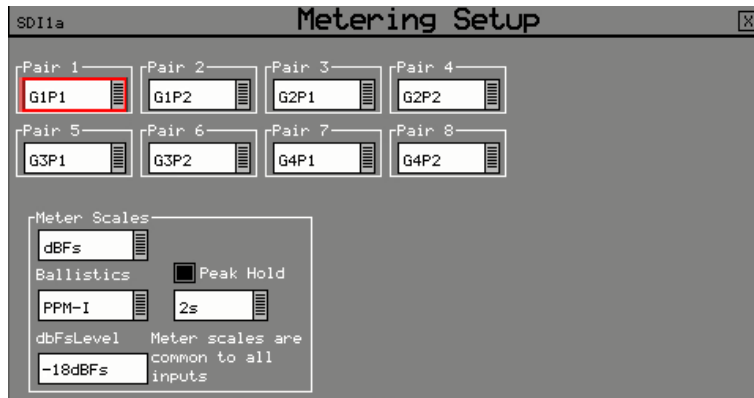 SDI1a
Metering Setup
X
Pair 1 Pair 2 Pair 3 Pair 4
G1P1 G1P2 G2P1 G2P2
Pair 5 Pair 6 Pair 7 Pair 8
G3P1 G3P2 G4P1 G4P2
Meter Scales
dBFs
Ballistics Peak Hold
PPM-I 2s
dbFsLevel
-18dBFs
Meter scales are
common to all
inputs